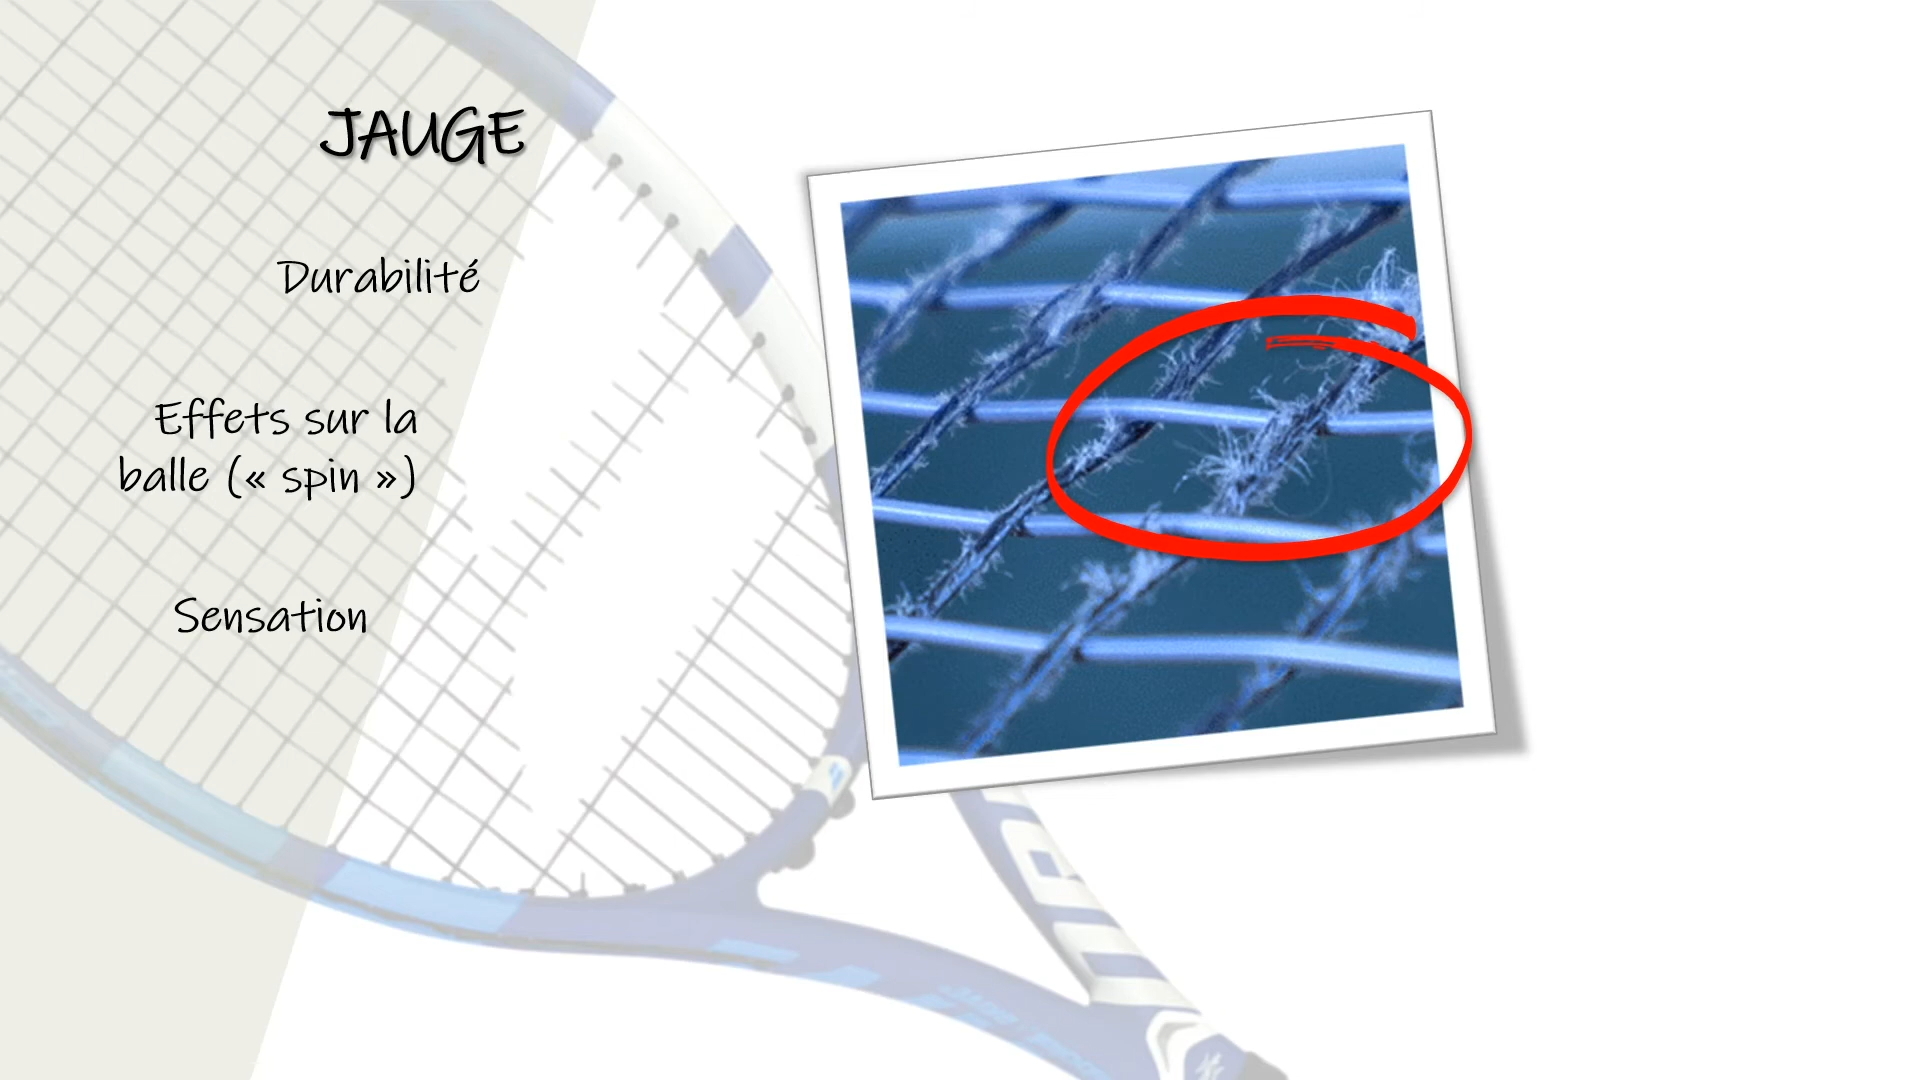 JAUGE
Durabilité
Effets sur la
balle (« spin »)
Sensation